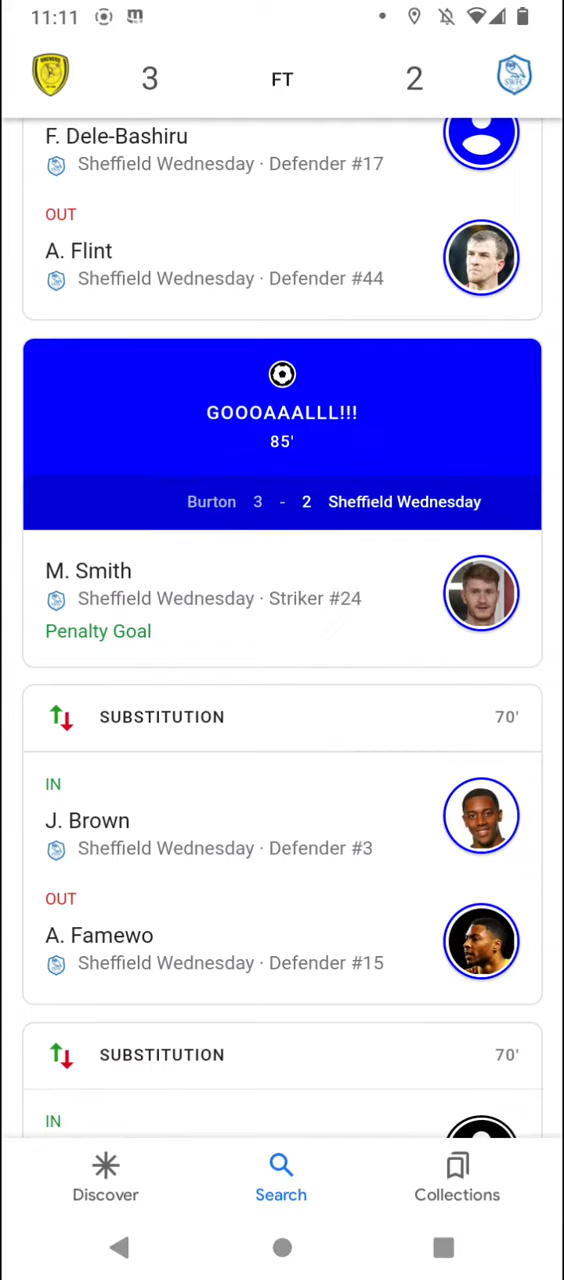 11:11
3 FT 2
F. Dele-Bashiru
Sheffield Wednesday · Defender #17
OUT
A. Flint
Sheffield Wednesday · Defender #44
GOOOAAALLL!!!
85'
Burton 3 - 2 Sheffield Wednesday
M. Smith
Sheffield Wednesday · Striker #24
Penalty Goal
SUBSTITUTION 70'
IN
J. Brown
Sheffield Wednesday · Defender #3
OUT
A. Famewo
Sheffield Wednesday · Defender #15
SUBSTITUTION 70'
IN
Discover Search Collections